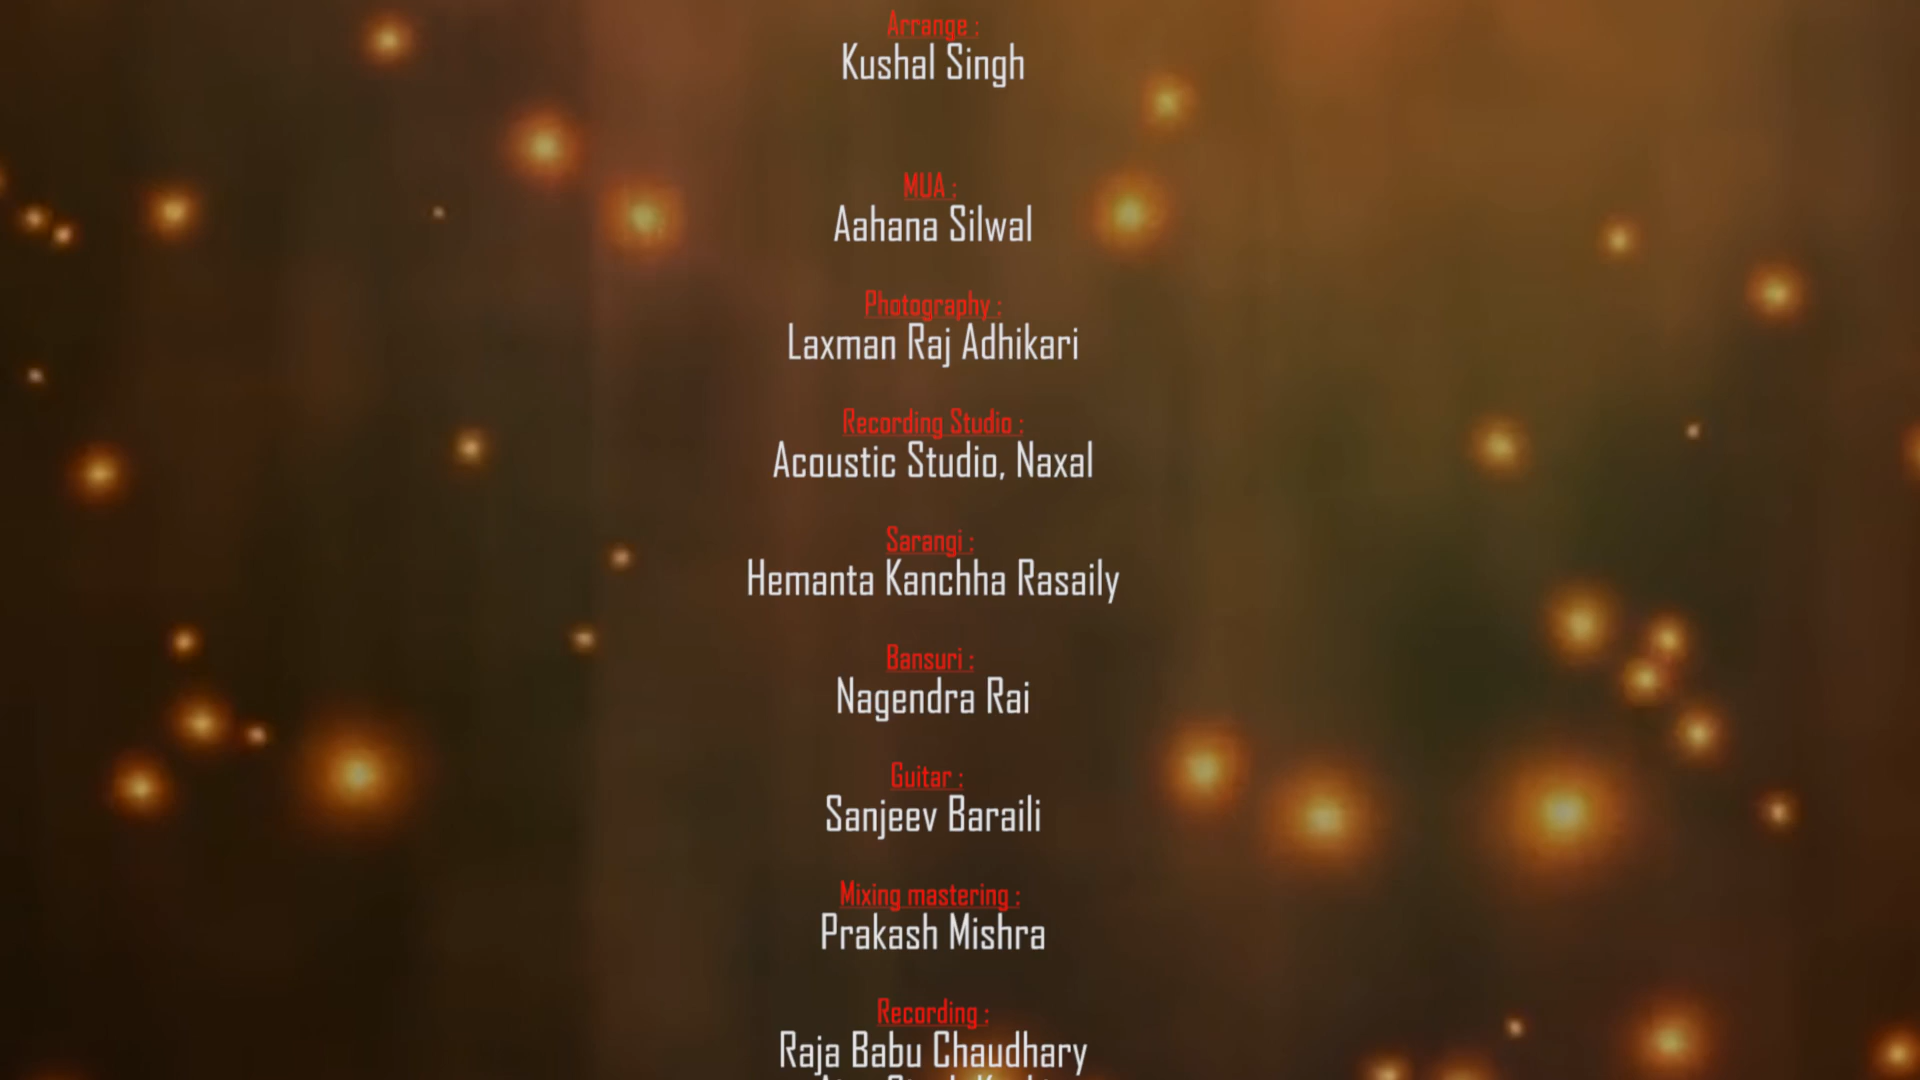 Arrange :
Kushal Singh
MUA :
Aahana Silwal
Photography :
Laxman Raj Adhikari
Recording Studio :
Acoustic Studio, Naxal
Sarangi :
Hemanta Kanchha Rasaily
Bansuri :
Nagendra Rai
Guitar :
Sanjeev Baraili
Mixing mastering :
Prakash Mishra
Recording :
Raja Babu Chaudhary